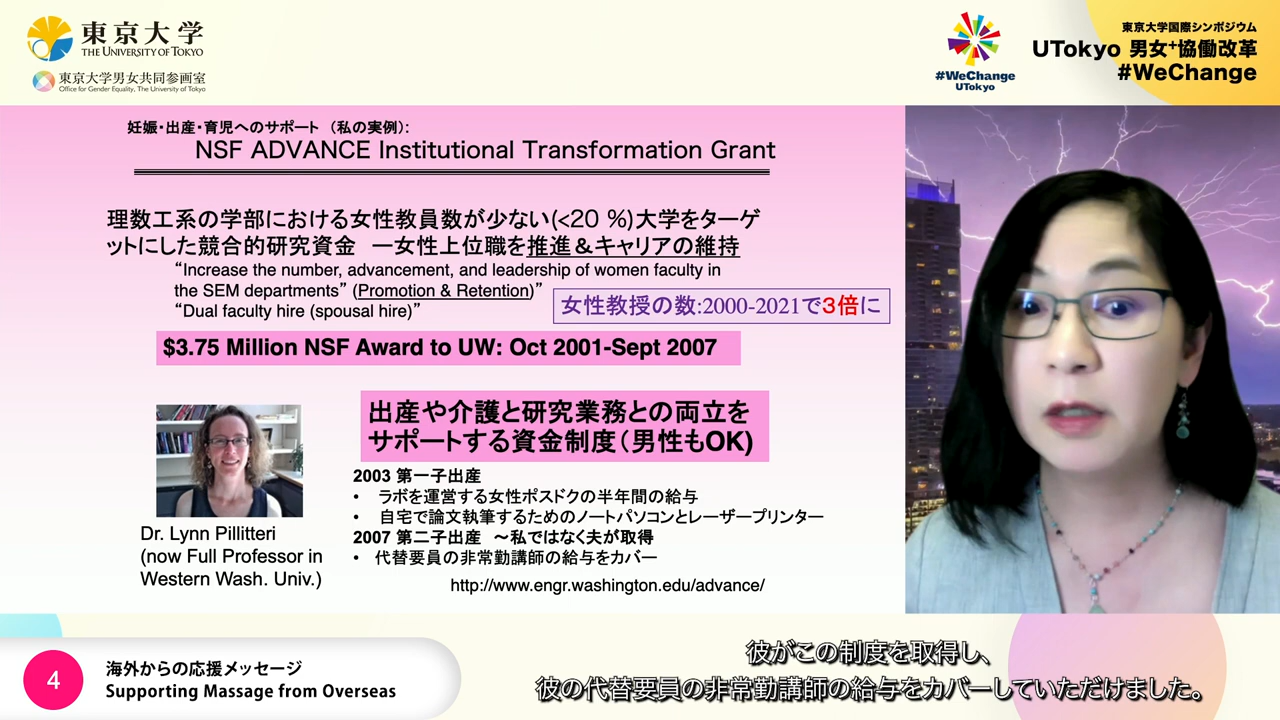 東京大学
THE UNIVERSITY OF TOKYO
東京大学男女共同参画室
Office for Gender Equality, The University of Tokyo
#WeChange
UTokyo
東京大学国際シンポジウム
UTokyo 男女⁺協働改革
#WeChange
妊娠・出産・育児へのサポート （私の実例）:
NSF ADVANCE Institutional Transformation Grant
理数工系の学部における女性教員数が少ない(<20 %)大学をターゲ
ットにした競合的研究資金 ―女性上位職を推進＆キャリアの維持
“Increase the number, advancement, and leadership of women faculty in
the SEM departments” (Promotion & Retention)”
“Dual faculty hire (spousal hire)”
女性教授の数:2000-2021で３倍に
$3.75 Million NSF Award to UW: Oct 2001-Sept 2007
出産や介護と研究業務との両立を
サポートする資金制度（男性もOK)
2003 第一子出産
• ラボを運営する女性ポスドクの半年間の給与
• 自宅で論文執筆するためのノートパソコンとレーザープリンター
2007 第二子出産 ～私ではなく夫が取得
• 代替要員の非常勤講師の給与をカバー
http://www.engr.washington.edu/advance/
Dr. Lynn Pillitteri
(now Full Professor in
Western Wash. Univ.)
4
海外からの応援メッセージ
Supporting Massage from Overseas
彼がこの制度を取得し、
彼の代替要員の非常勤講師の給与をカバーしていただけました。